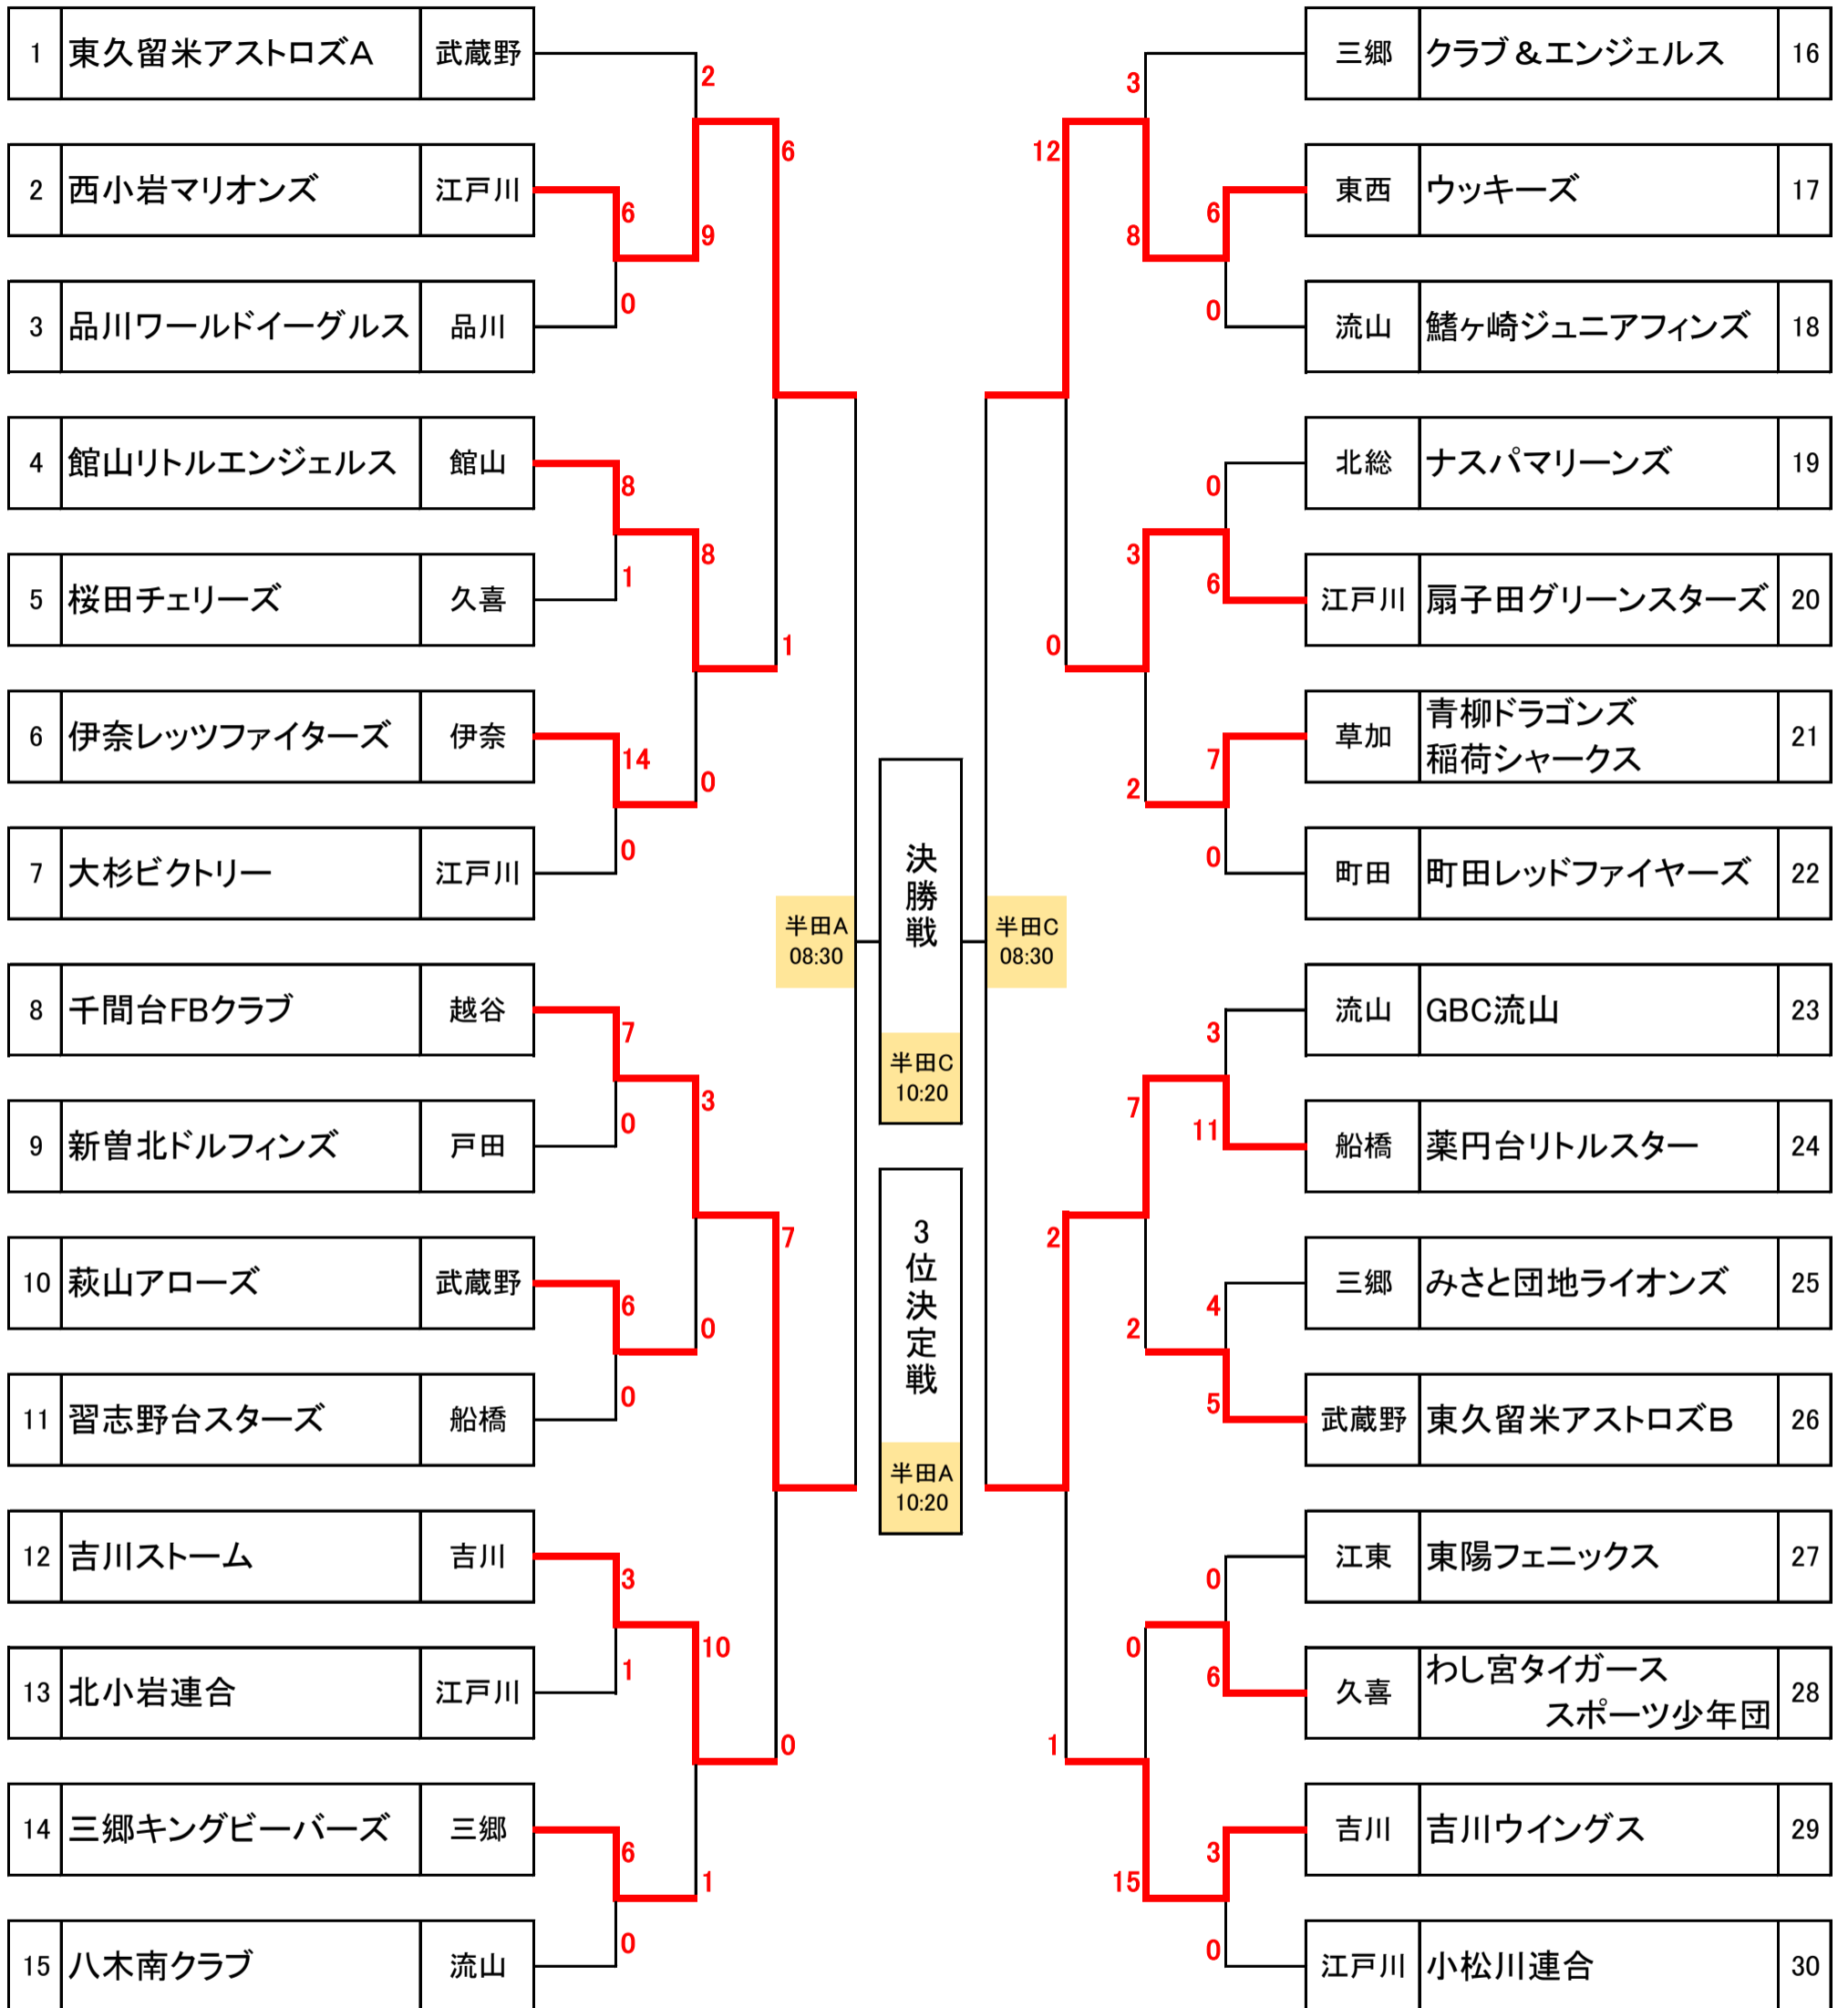 1 東久留米アストロズA 武蔵野
2 西小岩マリオンズ 江戸川
3 品川ワールドイーグルス 品川
4 館山リトルエンジェルス 館山
5 桜田チェリーズ 久喜
6 伊奈レッツファイターズ 伊奈
7 大杉ビクトリー 江戸川
8 千間台FBクラブ 越谷
9 新曽北ドルフィンズ 戸田
10 萩山アローズ 武蔵野
11 習志野台スターズ 船橋
12 吉川ストーム 吉川
13 北小岩連合 江戸川
14 三郷キングビーバーズ 三郷
15 八木南クラブ 流山
2
6
6
9
0
8
8
1
1
14
0
0
7
3
0
7
6
0
0
3
10
1
0
6
1
0
半田A
08:30
決勝戦
半田C
10:20
半田C
08:30
3位決定戦
半田A
10:20
3
12
6
8
0
0
3
6
0
7
2
0
3
7
11
2
4
2
5
0
0
6
1
3
15
0
三郷 クラブ&エンジェルス 16
東西 ウッキーズ 17
流山 鰭ヶ崎ジュニアフィンズ 18
北総 ナスパマリーンズ 19
江戸川 扇子田グリーンスターズ 20
草加 青柳ドラゴンズ 21
稲荷シャークス
町田 町田レッドファイヤーズ 22
流山 GBC流山 23
船橋 薬円台リトルスター 24
三郷 みさと団地ライオンズ 25
武蔵野 東久留米アストロズB 26
江東 東陽フェニックス 27
久喜 わし宮タイガース 28
スポーツ少年団
吉川 吉川ウイングス 29
江戸川 小松川連合 30